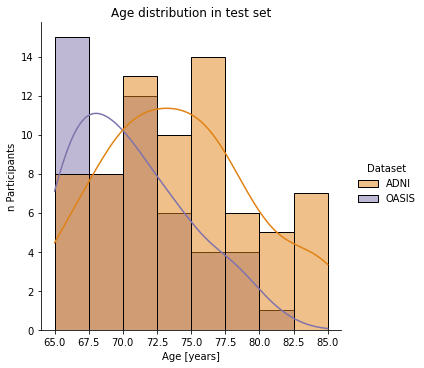 Age distribution in test set
14
12
10
8
6
4
2
0
n Participants
65.0 67.5 70.0 72.5 75.0 77.5 80.0 82.5 85.0
Age [years]
Dataset
ADNI
OASIS